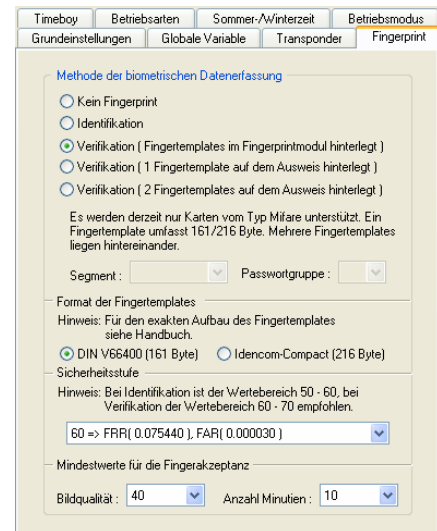 Timeboy Betriebsarten Sommer-/Winterzeit Betriebsmodus
Grundeinstellungen Globale Variable Transponder Fingerprint
Methode der biometrischen Datenerfassung
Kein Fingerprint
Identifikation
Verifikation ( Fingertemplates im Fingerprintmodul hinterlegt )
Verifikation ( 1 Fingertemplate auf dem Ausweis hinterlegt )
Verifikation ( 2 Fingertemplates auf dem Ausweis hinterlegt )
Es werden derzeit nur Karten vom Typ Mifare unterstützt. Ein
Fingertemplate umfasst 161/216 Byte. Mehrere Fingertemplates
liegen hintereinander.
Segment : Passwortgruppe :
Format der Fingertemplates
Hinweis: Für den exakten Aufbau des Fingertemplates
siehe Handbuch.
DIN V66400 (161 Byte) Idencom-Compact (216 Byte)
Sicherheitsstufe
Hinweis: Bei Identifikation ist der Wertebereich 50 - 60, bei
Verifikation der Wertebereich 60 - 70 empfohlen.
60 => FRR( 0.075440 ), FAR( 0.000030 )
Mindestwerte für die Fingerakzeptanz
Bildqualität : 40 Anzahl Minutien : 10